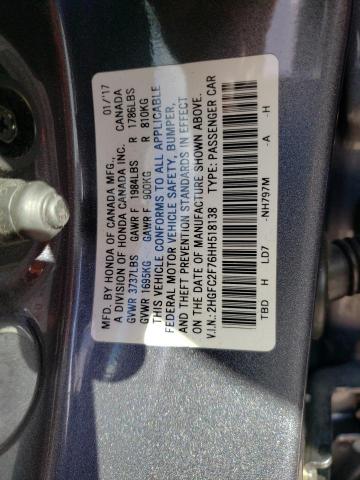 MFD. BY HONDA OF CANADA MFG., 01/'17
A DIVISION OF HONDA CANADA INC. CANADA
GVWR 3737LBS GAWR F 1984LBS R 1786LBS
GVWR 1695KG GAWR F 900KG R 810KG
THIS VEHICLE CONFORMS TO ALL APPLICABLE
FEDERAL MOTOR VEHICLE SAFETY, BUMPER,
AND THEFT PREVENTION STANDARDS IN EFFECT
ON THE DATE OF MANUFACTURE SHOWN ABOVE.
V.I.N.: 2HGFC2F76HH518138 TYPE: PASSENGER CAR
TBD H LD7 -NH797M -A -H